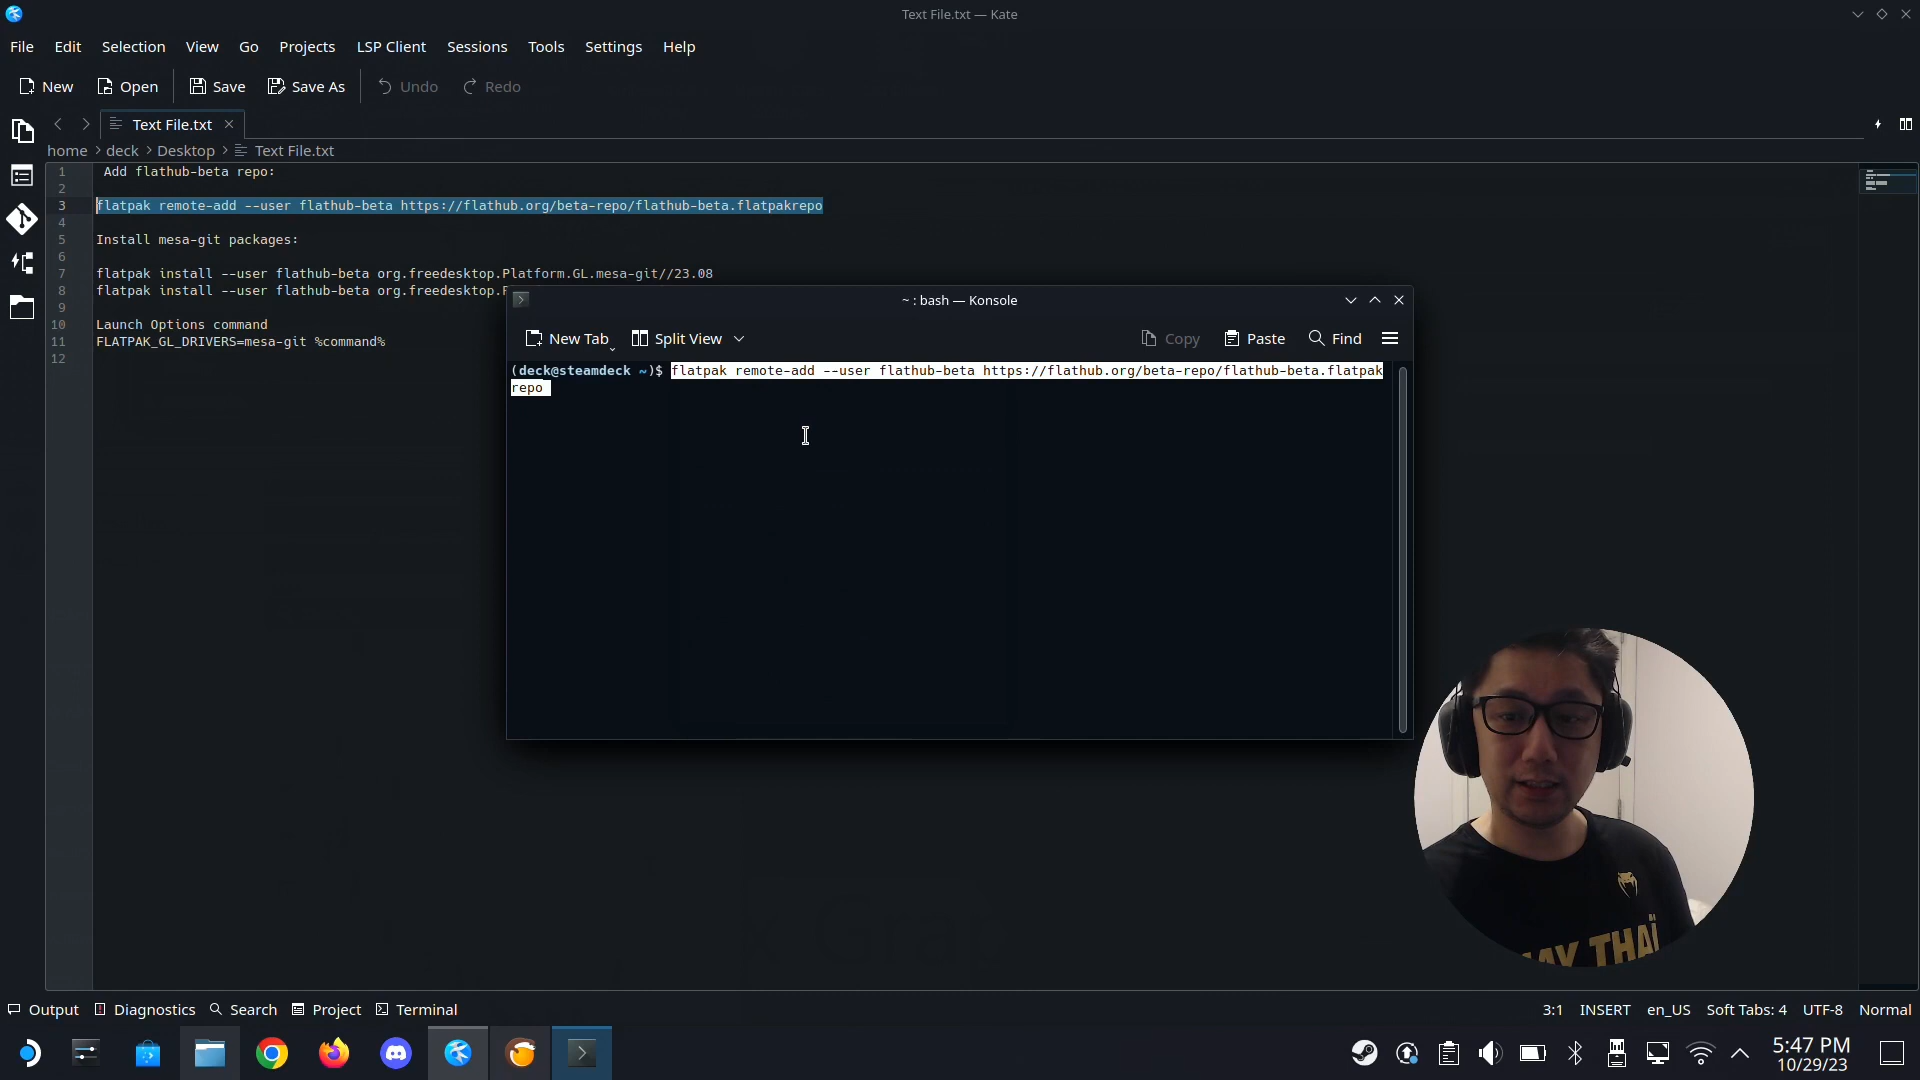 Text File.txt — Kate
File Edit Selection View Go Projects LSP Client Sessions Tools Settings Help
New Open Save Save As Undo Redo
Text File.txt
home deck Desktop Text File.txt
1 Add flathub-beta repo:
2
3 flatpak remote-add --user flathub-beta https://flathub.org/beta-repo/flathub-beta.flatpakrepo
4
5 Install mesa-git packages:
6
7 flatpak install --user flathub-beta org.freedesktop.Platform.GL.mesa-git//23.08
8 flatpak install --user flathub-beta org.freedesktop.
9
10 Launch Options command
11 FLATPAK_GL_DRIVERS=mesa-git %command%
12
~ : bash — Konsole
New Tab Split View Copy Paste Find
(deck@steamdeck ~)$ flatpak remote-add --user flathub-beta https://flathub.org/beta-repo/flathub-beta.flatpak
repo
MUAY THAÏ
Output Diagnostics Search Project Terminal
3:1 INSERT en_US Soft Tabs: 4 UTF-8 Normal
5:47 PM
10/29/23